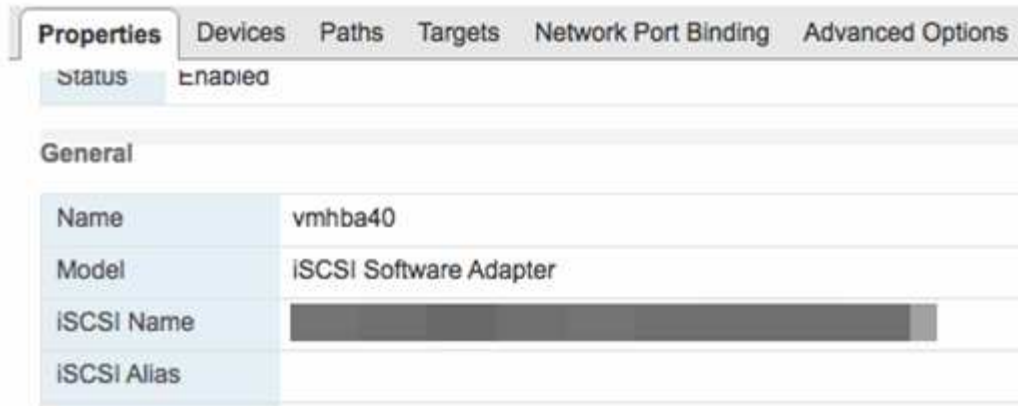 Properties Devices Paths Targets Network Port Binding Advanced Options
Status Enabled
General
Name vmhba40
Model iSCSI Software Adapter
iSCSI Name
iSCSI Alias